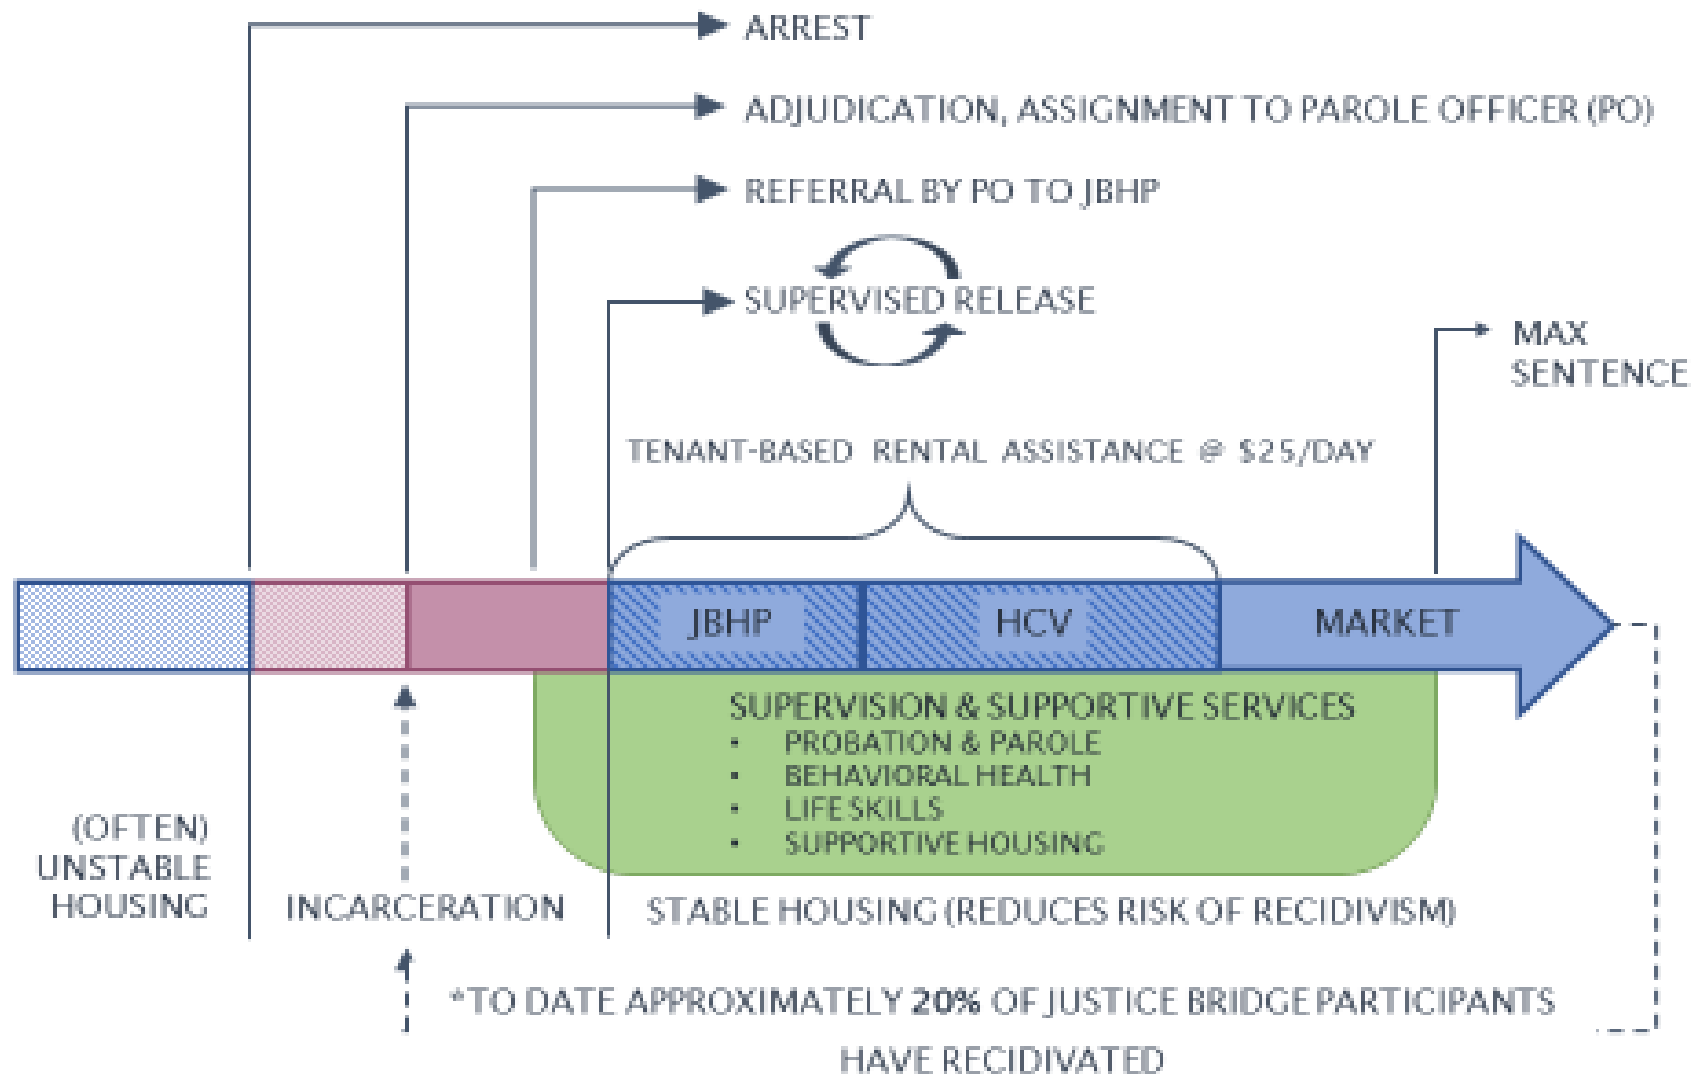 ARREST
ADJUDICATION, ASSIGNMENT TO PAROLE OFFICER (PO)
REFERRAL BY PO TO JBHP
SUPERVISED RELEASE
MAX
SENTENCE
TENANT-BASED RENTAL ASSISTANCE @ $25/DAY
JBHP
HCV
MARKET
SUPERVISION & SUPPORTIVE SERVICES
• PROBATION & PAROLE
• BEHAVIORAL HEALTH
• LIFE SKILLS
• SUPPORTIVE HOUSING
(OFTEN)
UNSTABLE
HOUSING
INCARCERATION
STABLE HOUSING (REDUCES RISK OF RECIDIVISM)
*TO DATE APPROXIMATELY 20% OF JUSTICE BRIDGE PARTICIPANTS
HAVE RECIDIVATED